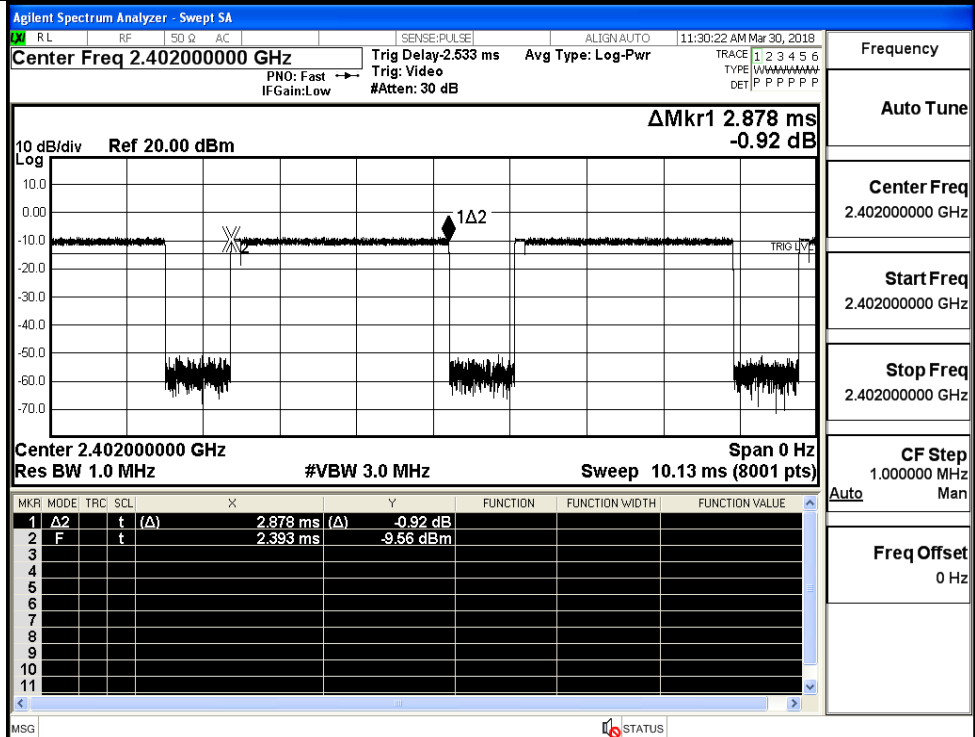 Agilent Spectrum Analyzer - Swept SA
LXI RL RF 50 Ω AC SENSE:PULSE ALIGN AUTO 11:30:22 AM Mar 30, 2018
Center Freq 2.402000000 GHz
PNO: Fast
IFGain:Low
Trig Delay-2.533 ms
Trig: Video
#Atten: 30 dB
Avg Type: Log-Pwr
TRACE 1 2 3 4 5 6
TYPE WWWWWW
DET P P P P P P
ΔMkr1 2.878 ms
-0.92 dB
10 dB/div Ref 20.00 dBm
Log
10.0
0.00
-10.0
-20.0
-30.0
-40.0
-50.0
-60.0
-70.0
1Δ2
2
TRIG LVL
Center 2.402000000 GHz Span 0 Hz
Res BW 1.0 MHz #VBW 3.0 MHz Sweep 10.13 ms (8001 pts)
MKR MODE TRC SCL X Y FUNCTION FUNCTION WIDTH FUNCTION VALUE
1 Δ2 t (Δ) 2.878 ms (Δ) -0.92 dB
2 F t 2.393 ms -9.56 dBm
3
4
5
6
7
8
9
10
11
MSG STATUS
Frequency
Auto Tune
Center Freq
2.402000000 GHz
Start Freq
2.402000000 GHz
Stop Freq
2.402000000 GHz
CF Step
1.000000 MHz
Auto Man
Freq Offset
0 Hz